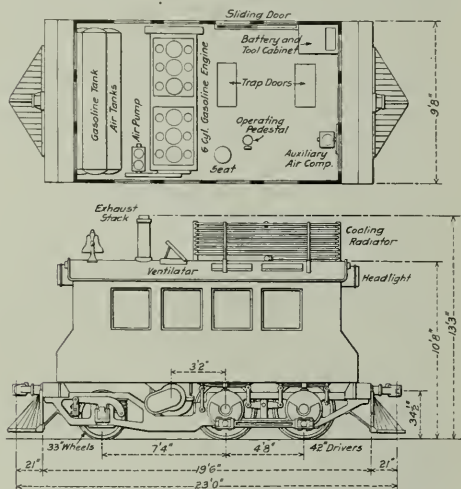 Sliding Door
Battery and
Tool Cabinet
Gasoline Tank
Air Tanks
Air Pump
6 Cyl. Gasoline Engine
Trap Doors
Operating
Pedestal
Seat
Auxiliary
Air Comp.
9'8"
Exhaust
Stack
Cooling
Radiator
Ventilator
Headlight
3'2"
34½"
10'8"
13'3"
33" Wheels
7'4"
4'8"
42" Drivers
21"
19'6"
21"
23'0"